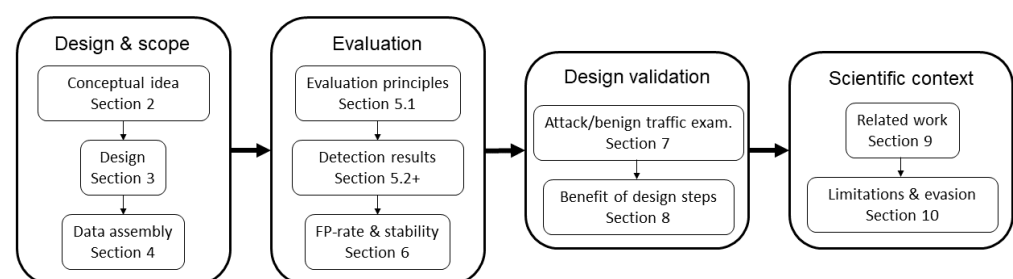 Design & scope
Conceptual idea
Section 2
Design
Section 3
Data assembly
Section 4
Evaluation
Evaluation principles
Section 5.1
Detection results
Section 5.2+
FP-rate & stability
Section 6
Design validation
Attack/benign traffic exam.
Section 7
Benefit of design steps
Section 8
Scientific context
Related work
Section 9
Limitations & evasion
Section 10